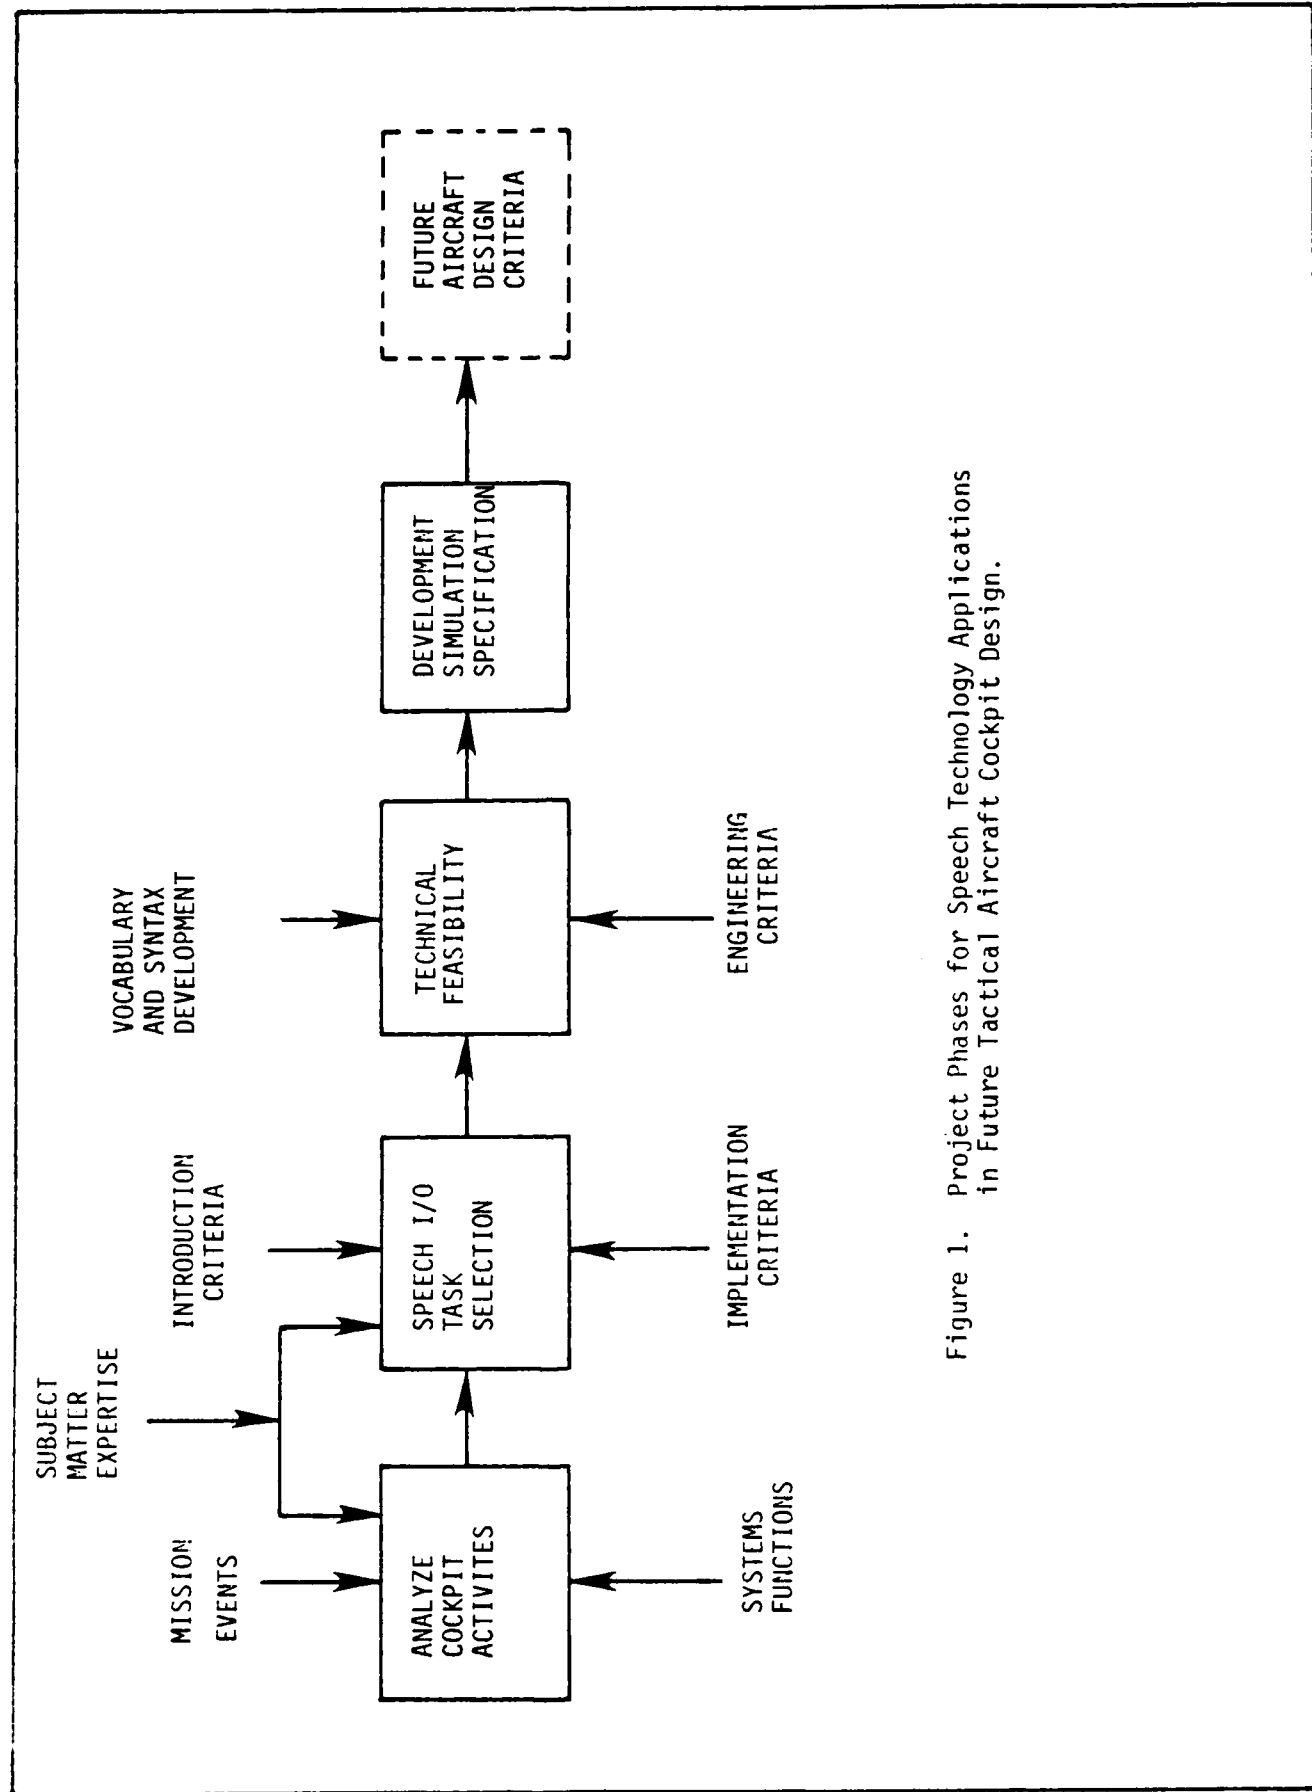 SUBJECT
MATTER
EXPERTISE
MISSION
EVENTS
INTRODUCTION
CRITERIA
VOCABULARY
AND SYNTAX
DEVELOPMENT
ANALYZE
COCKPIT
ACTIVITES
SPEECH I/O
TASK
SELECTION
TECHNICAL
FEASIBILITY
DEVELOPMENT
SIMULATION
SPECIFICATION
FUTURE
AIRCRAFT
DESIGN
CRITERIA
SYSTEMS
FUNCTIONS
IMPLEMENTATION
CRITERIA
ENGINEERING
CRITERIA
Figure 1. Project Phases for Speech Technology Applications
in Future Tactical Aircraft Cockpit Design.